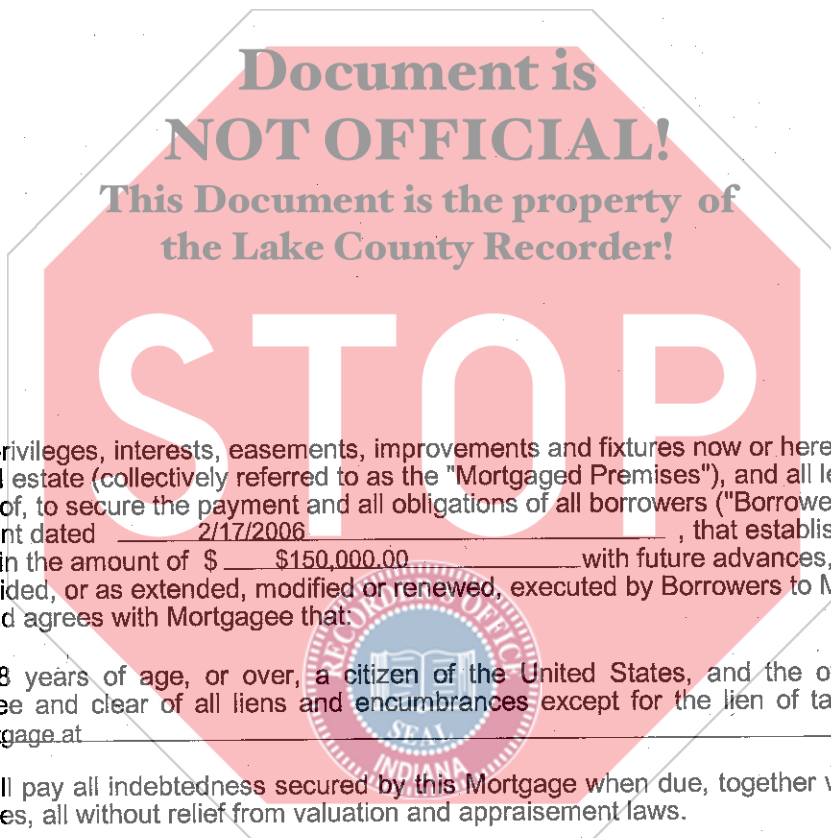 Document is
NOT OFFICIAL!
This Document is the property of
the Lake County Recorder!
STOP
rivileges, interests, easements, improvements and fixtures now or here
estate (collectively referred to as the "Mortgaged Premises"), and all le
of, to secure the payment and all obligations of all borrowers ("Borrowe
nt dated 2/17/2006 , that establis
in the amount of $ $150,000.00 with future advances,
ided, or as extended, modified or renewed, executed by Borrowers to M
d agrees with Mortgagee that:
8 years of age, or over, a citizen of the United States, and the o
ee and clear of all liens and encumbrances except for the lien of ta
gage at
ll pay all indebtedness secured by this Mortgage when due, together
es, all without relief from valuation and appraisement laws.
RECORDER'S OFFICE
SEAL
INDIANA